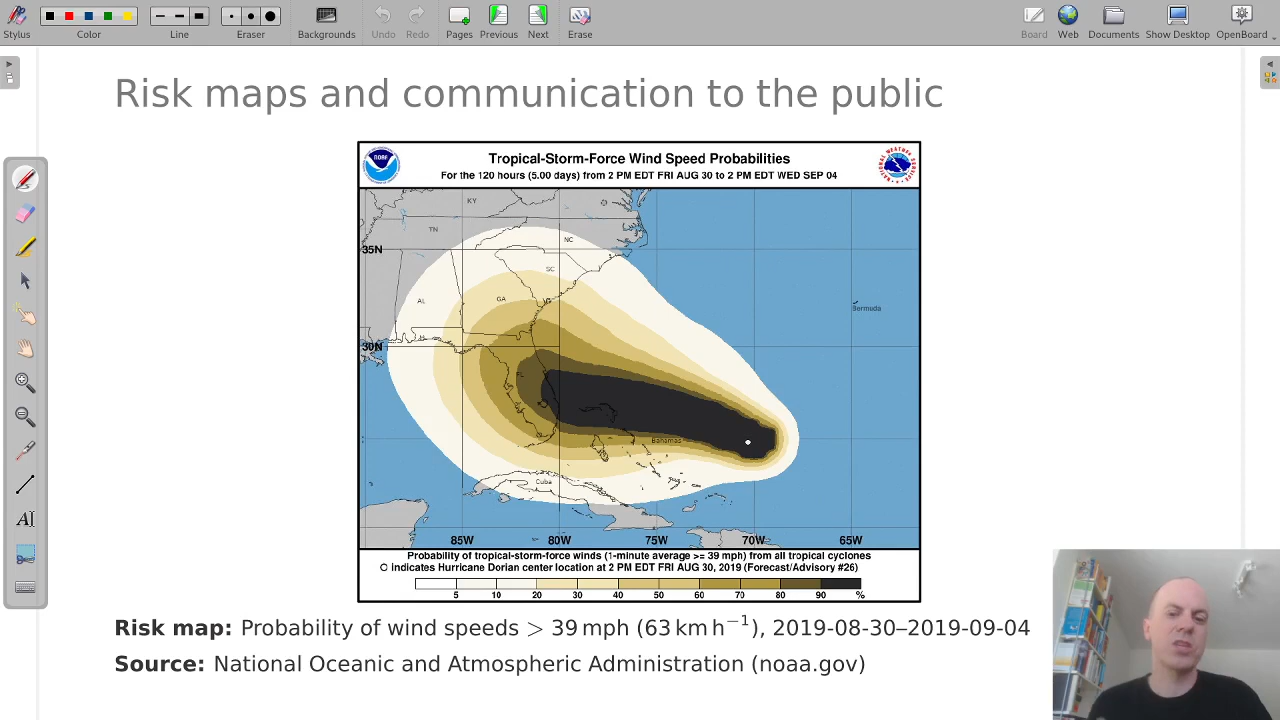 Stylus
Color
Line
Eraser
Backgrounds
Undo
Redo
Pages
Previous
Next
Erase
Board
Web
Documents
Show Desktop
OpenBoard
Risk maps and communication to the public
NOAA
Tropical-Storm-Force Wind Speed Probabilities
For the 120 hours (5.00 days) from 2 PM EDT FRI AUG 30 to 2 PM EDT WED SEP 04
KY
TN
NC
35N
SC
AL
GA
Bermuda
30N
FL
Bahamas
Cuba
85W 80W 75W 70W 65W
Probability of tropical-storm-force winds (1-minute average >= 39 mph) from all tropical cyclones
O indicates Hurricane Dorian center location at 2 PM EDT FRI AUG 30, 2019 (Forecast/Advisory #26)
5 10 20 30 40 50 60 70 80 90 %
Risk map: Probability of wind speeds > 39 mph (63 km h⁻¹), 2019-08-30–2019-09-04
Source: National Oceanic and Atmospheric Administration (noaa.gov)